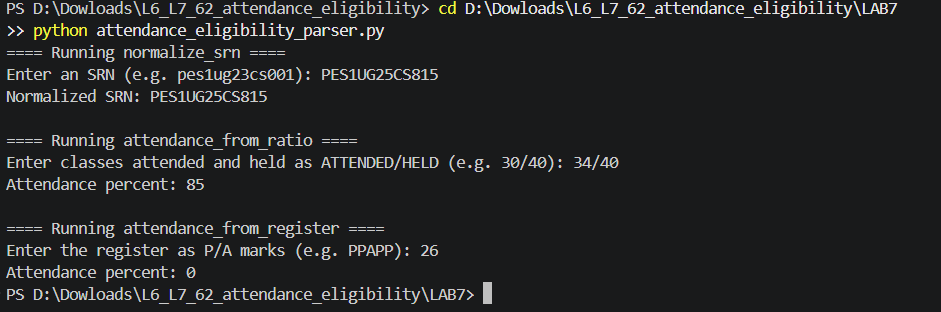 PS D:\Dowloads\L6_L7_62_attendance_eligibility> cd D:\Dowloads\L6_L7_62_attendance_eligibility\LAB7
>> python attendance_eligibility_parser.py
==== Running normalize_srn ====
Enter an SRN (e.g. pes1ug23cs001): PES1UG25CS815
Normalized SRN: PES1UG25CS815

==== Running attendance_from_ratio ====
Enter classes attended and held as ATTENDED/HELD (e.g. 30/40): 34/40
Attendance percent: 85

==== Running attendance_from_register ====
Enter the register as P/A marks (e.g. PPAPP): 26
Attendance percent: 0
PS D:\Dowloads\L6_L7_62_attendance_eligibility\LAB7>